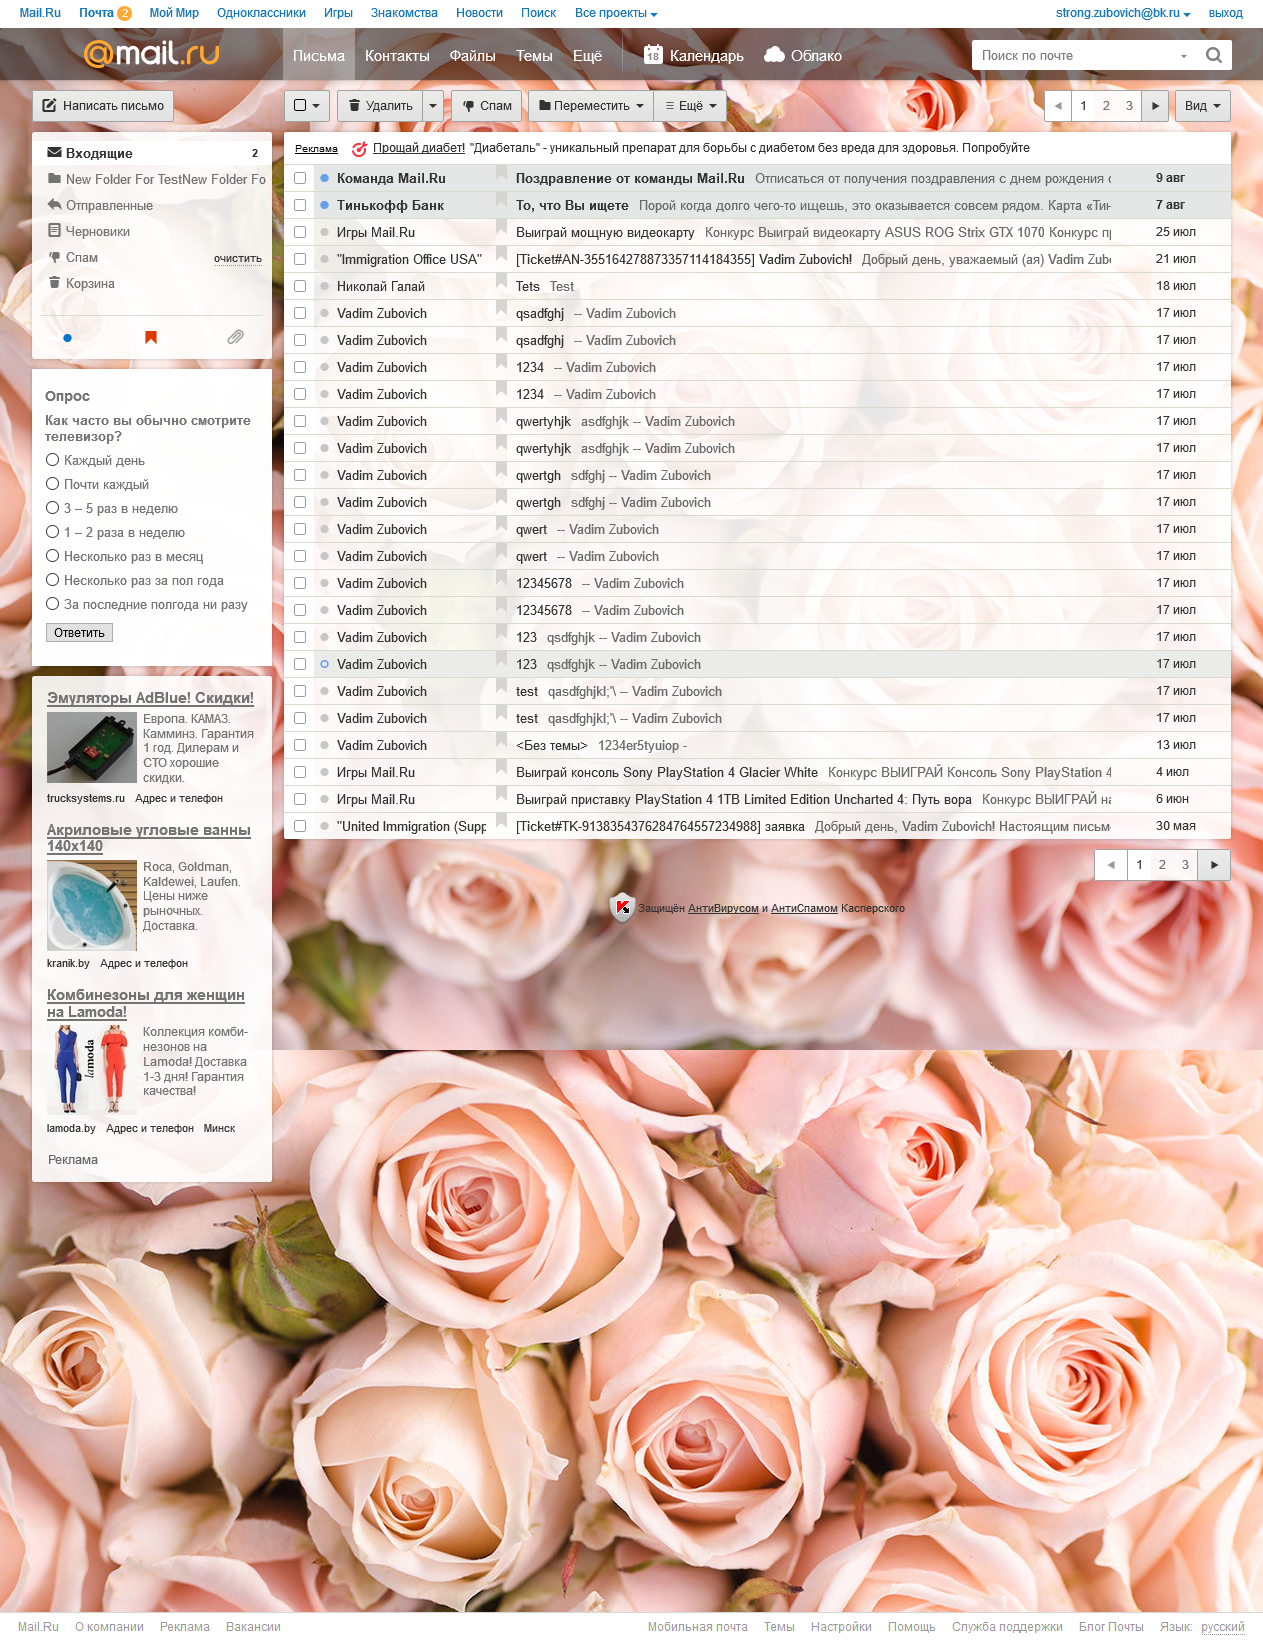 Mail.Ru Почта 2 Мой Мир Одноклассники Игры Знакомства Новости Поиск Все проекты strong.zubovich@bk.ru выход
@mail.ru Письма Контакты Файлы Темы Ещё 18 Календарь Облако Поиск по почте
Написать письмо Удалить Спам Переместить Ещё 1 2 3 Вид
Входящие 2
New Folder For TestNew Folder Fo
Отправленные
Черновики
Спам очистить
Корзина
Опрос
Как часто вы обычно смотрите
телевизор?
Каждый день
Почти каждый
3 – 5 раз в неделю
1 – 2 раза в неделю
Несколько раз в месяц
Несколько раз за пол года
За последние полгода ни разу
Ответить
Эмуляторы AdBlue! Скидки!
Европа. КАМАЗ.
Камминз. Гарантия
1 год. Дилерам и
СТО хорошие
скидки.
trucksystems.ru Адрес и телефон
Акриловые угловые ванны
140x140
Roca, Goldman,
Kaldewei, Laufen.
Цены ниже
рыночных.
Доставка.
kranik.by Адрес и телефон
Комбинезоны для женщин
на Lamoda!
lamoda
Коллекция комби-
незонов на
Lamoda! Доставка
1-3 дня! Гарантия
качества!
lamoda.by Адрес и телефон Минск
Реклама
Реклама Прощай диабет! "Диабеталь" - уникальный препарат для борьбы с диабетом без вреда для здоровья. Попробуйте
Команда Mail.Ru Поздравление от команды Mail.Ru Отписаться от получения поздравления с днем рождения 9 авг
Тинькофф Банк То, что Вы ищете Порой когда долго чего-то ищешь, это оказывается совсем рядом. Карта «Тин 7 авг
Игры Mail.Ru Выиграй мощную видеокарту Конкурс Выиграй видеокарту ASUS ROG Strix GTX 1070 Конкурс пр 25 июл
"Immigration Office USA" [Ticket#AN-355164278873357114184355] Vadim Zubovich! Добрый день, уважаемый (ая) Vadim Zubo 21 июл
Николай Галай Tets Test 18 июл
Vadim Zubovich qsadfghj -- Vadim Zubovich 17 июл
Vadim Zubovich qsadfghj -- Vadim Zubovich 17 июл
Vadim Zubovich 1234 -- Vadim Zubovich 17 июл
Vadim Zubovich 1234 -- Vadim Zubovich 17 июл
Vadim Zubovich qwertyhjk asdfghjk -- Vadim Zubovich 17 июл
Vadim Zubovich qwertyhjk asdfghjk -- Vadim Zubovich 17 июл
Vadim Zubovich qwertgh sdfghj -- Vadim Zubovich 17 июл
Vadim Zubovich qwertgh sdfghj -- Vadim Zubovich 17 июл
Vadim Zubovich qwert -- Vadim Zubovich 17 июл
Vadim Zubovich qwert -- Vadim Zubovich 17 июл
Vadim Zubovich 12345678 -- Vadim Zubovich 17 июл
Vadim Zubovich 12345678 -- Vadim Zubovich 17 июл
Vadim Zubovich 123 qsdfghjk -- Vadim Zubovich 17 июл
Vadim Zubovich 123 qsdfghjk -- Vadim Zubovich 17 июл
Vadim Zubovich test qasdfghjkl;'\ -- Vadim Zubovich 17 июл
Vadim Zubovich test qasdfghjkl;'\ -- Vadim Zubovich 17 июл
Vadim Zubovich <Без темы> 1234er5tyuiop - 13 июл
Игры Mail.Ru Выиграй консоль Sony PlayStation 4 Glacier White Конкурс ВЫИГРАЙ Консоль Sony PlayStation 4 4 июл
Игры Mail.Ru Выиграй приставку PlayStation 4 1TB Limited Edition Uncharted 4: Путь вора Конкурс ВЫИГРАЙ на 6 июн
"United Immigration (Supp [Ticket#TK-9138354376284764557234988] заявка Добрый день, Vadim Zubovich! Настоящим письм 30 мая
1 2 3
Защищён АнтиВирусом и АнтиСпамом Касперского
Mail.Ru О компании Реклама Вакансии Мобильная почта Темы Настройки Помощь Служба поддержки Блог Почты Язык: русский